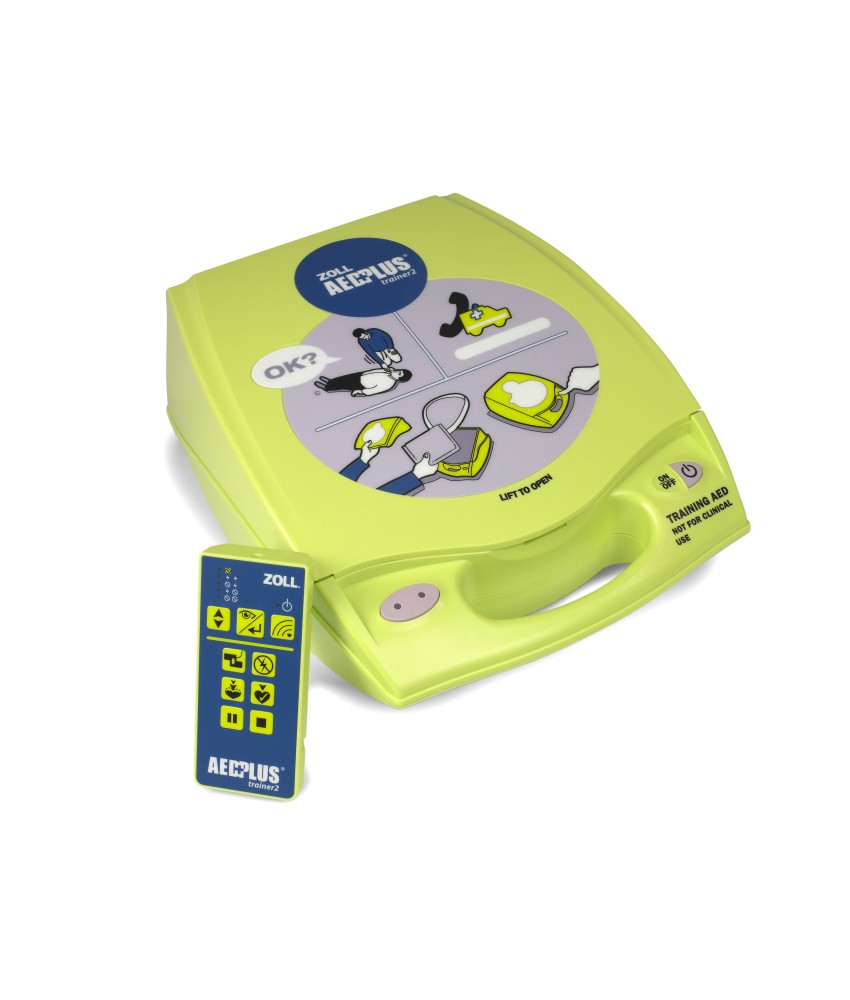 ZOLL
AED PLUS®
trainer2
OK?
©
LIFT TO OPEN
ON
OFF
TRAINING AED
NOT FOR CLINICAL
USE
ZOLL®
AED PLUS®
trainer2